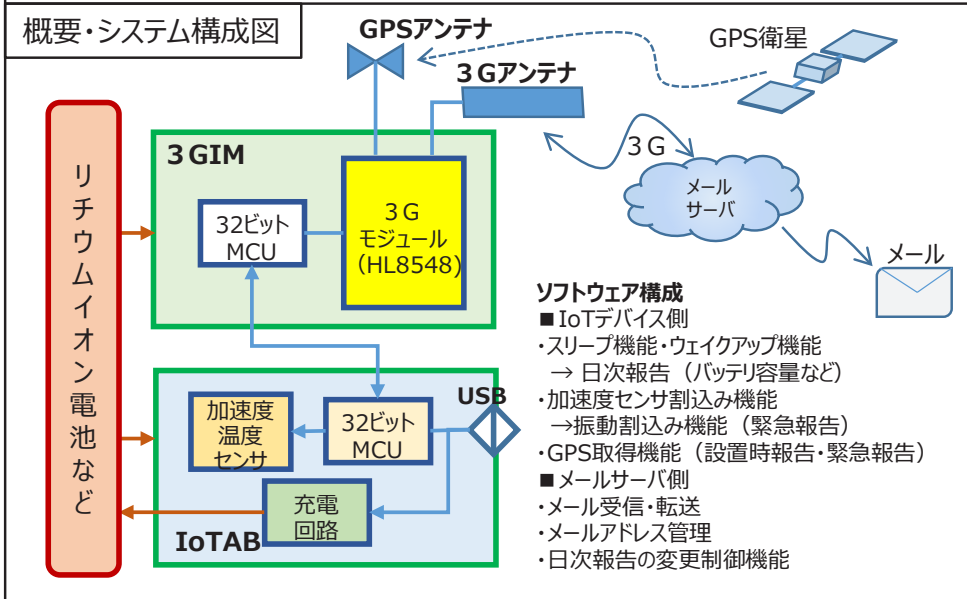 概要・システム構成図
GPSアンテナ
GPS衛星
3Gアンテナ
3G
メール
サーバ
メール
リチウムイオン電池など
3GIM
32ビット
MCU
3G
モジュール
(HL8548)
加速度
温度
センサ
32ビット
MCU
USB
充電
回路
IoTAB
ソフトウェア構成
■IoTデバイス側
・スリープ機能・ウェイクアップ機能
→ 日次報告（バッテリ容量など）
・加速度センサ割込み機能
→振動割込み機能（緊急報告）
・GPS取得機能（設置時報告・緊急報告）
■メールサーバ側
・メール受信・転送
・メールアドレス管理
・日次報告の変更制御機能